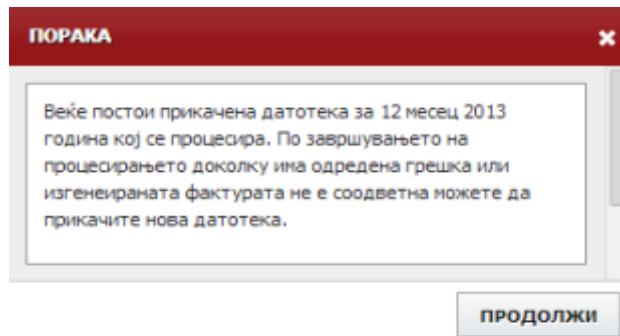 ПОРАКА
Веќе постои прикачена датотека за 12 месец 2013
година кој се процесира. По завршувањето на
процесирањето доколку има одредена грешка или
изгенеираната фактурата не е соодветна можете да
прикачите нова датотека.
ПРОДОЛЖИ